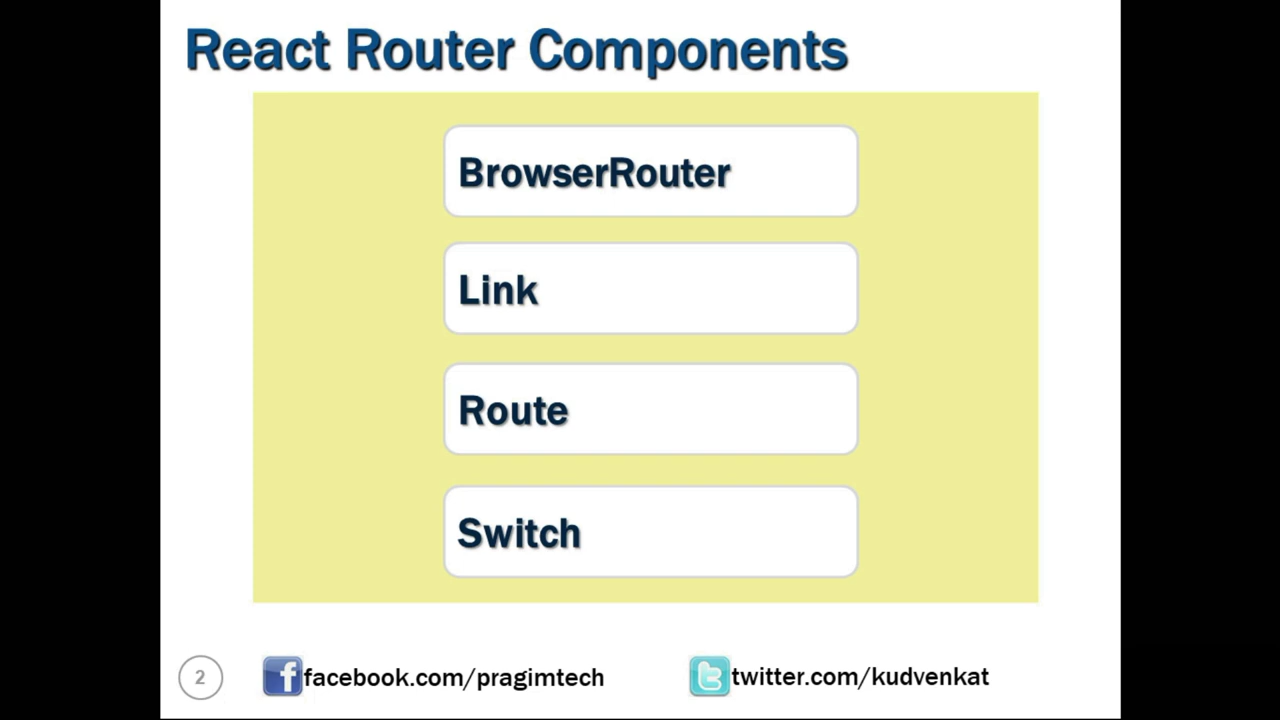 React Router Components
BrowserRouter
Link
Route
Switch
2
facebook.com/pragimtech
twitter.com/kudvenkat